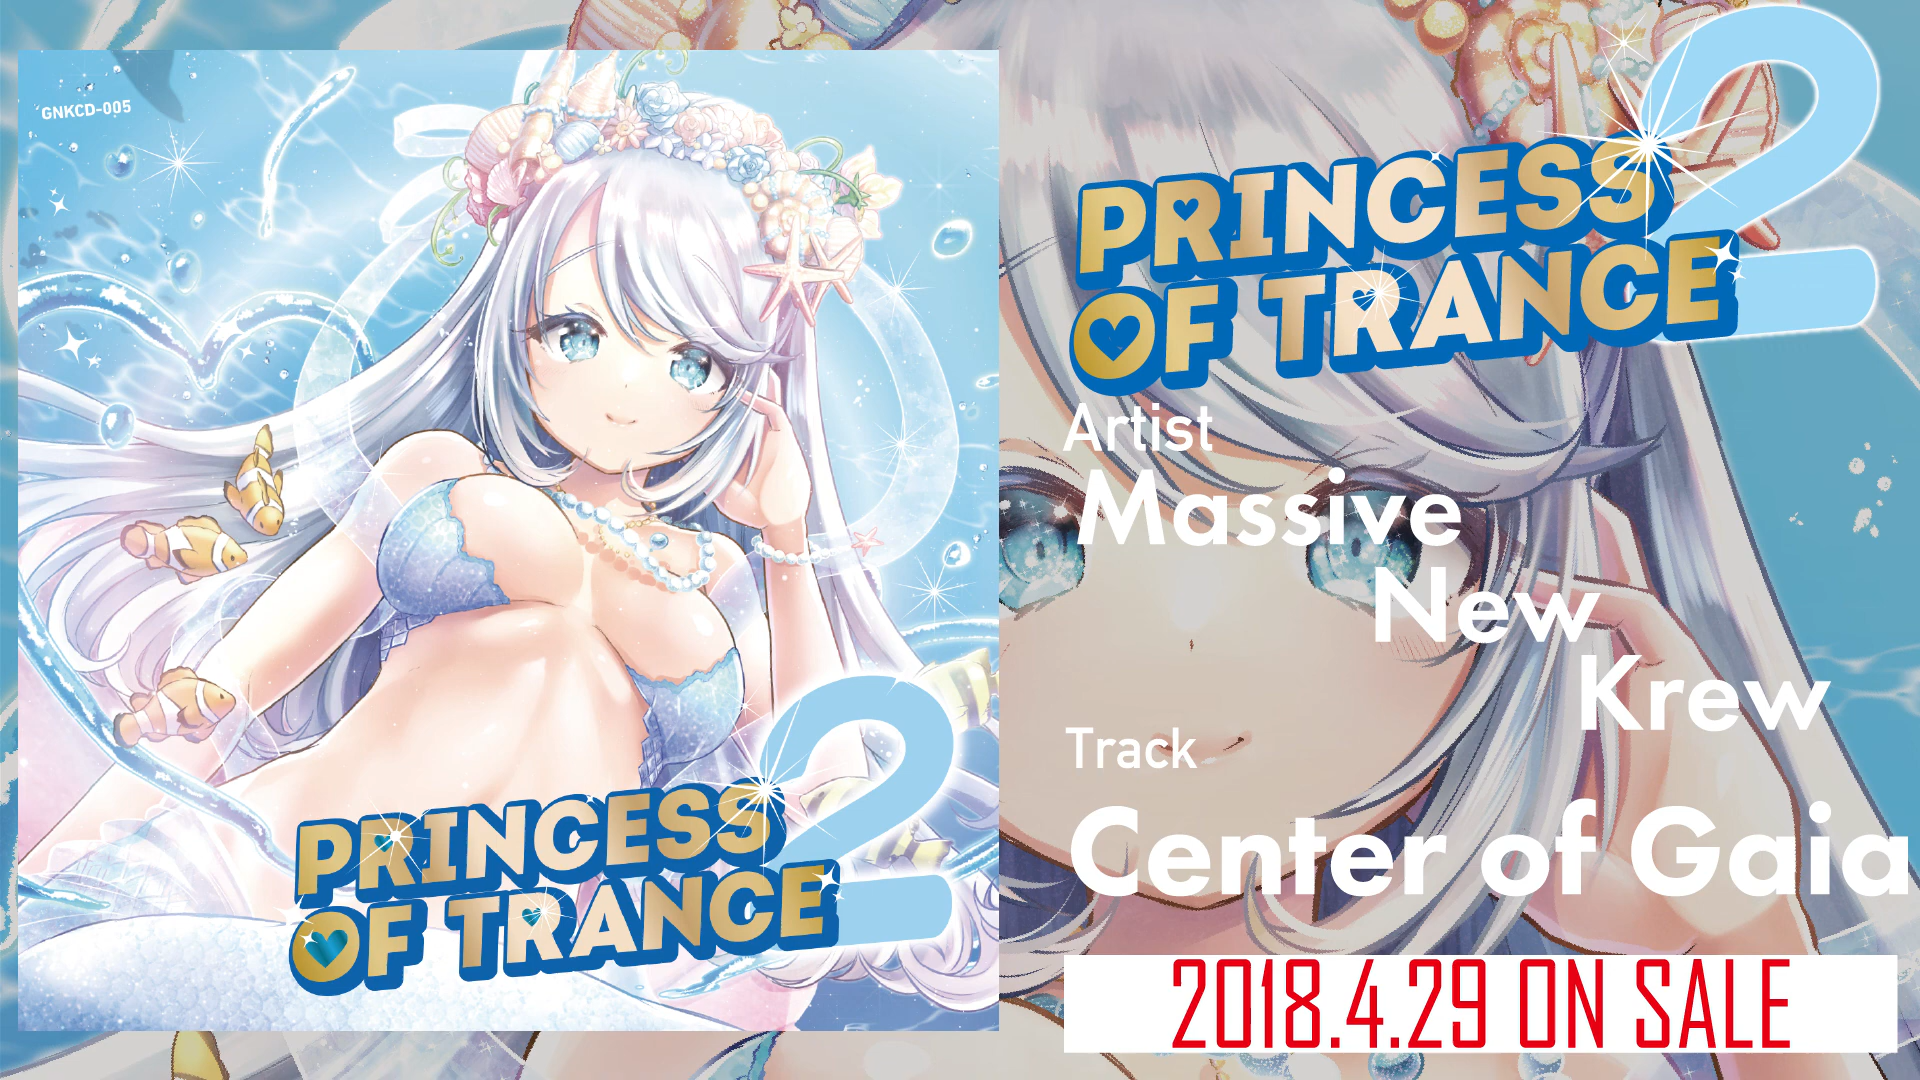 GNKCD-005
PRINCESS
OF TRANCE 2
PRINCESS
OF TRANCE 2
Artist
Massive
New
Krew
Track
Center of Gaia
2018.4.29 ON SALE